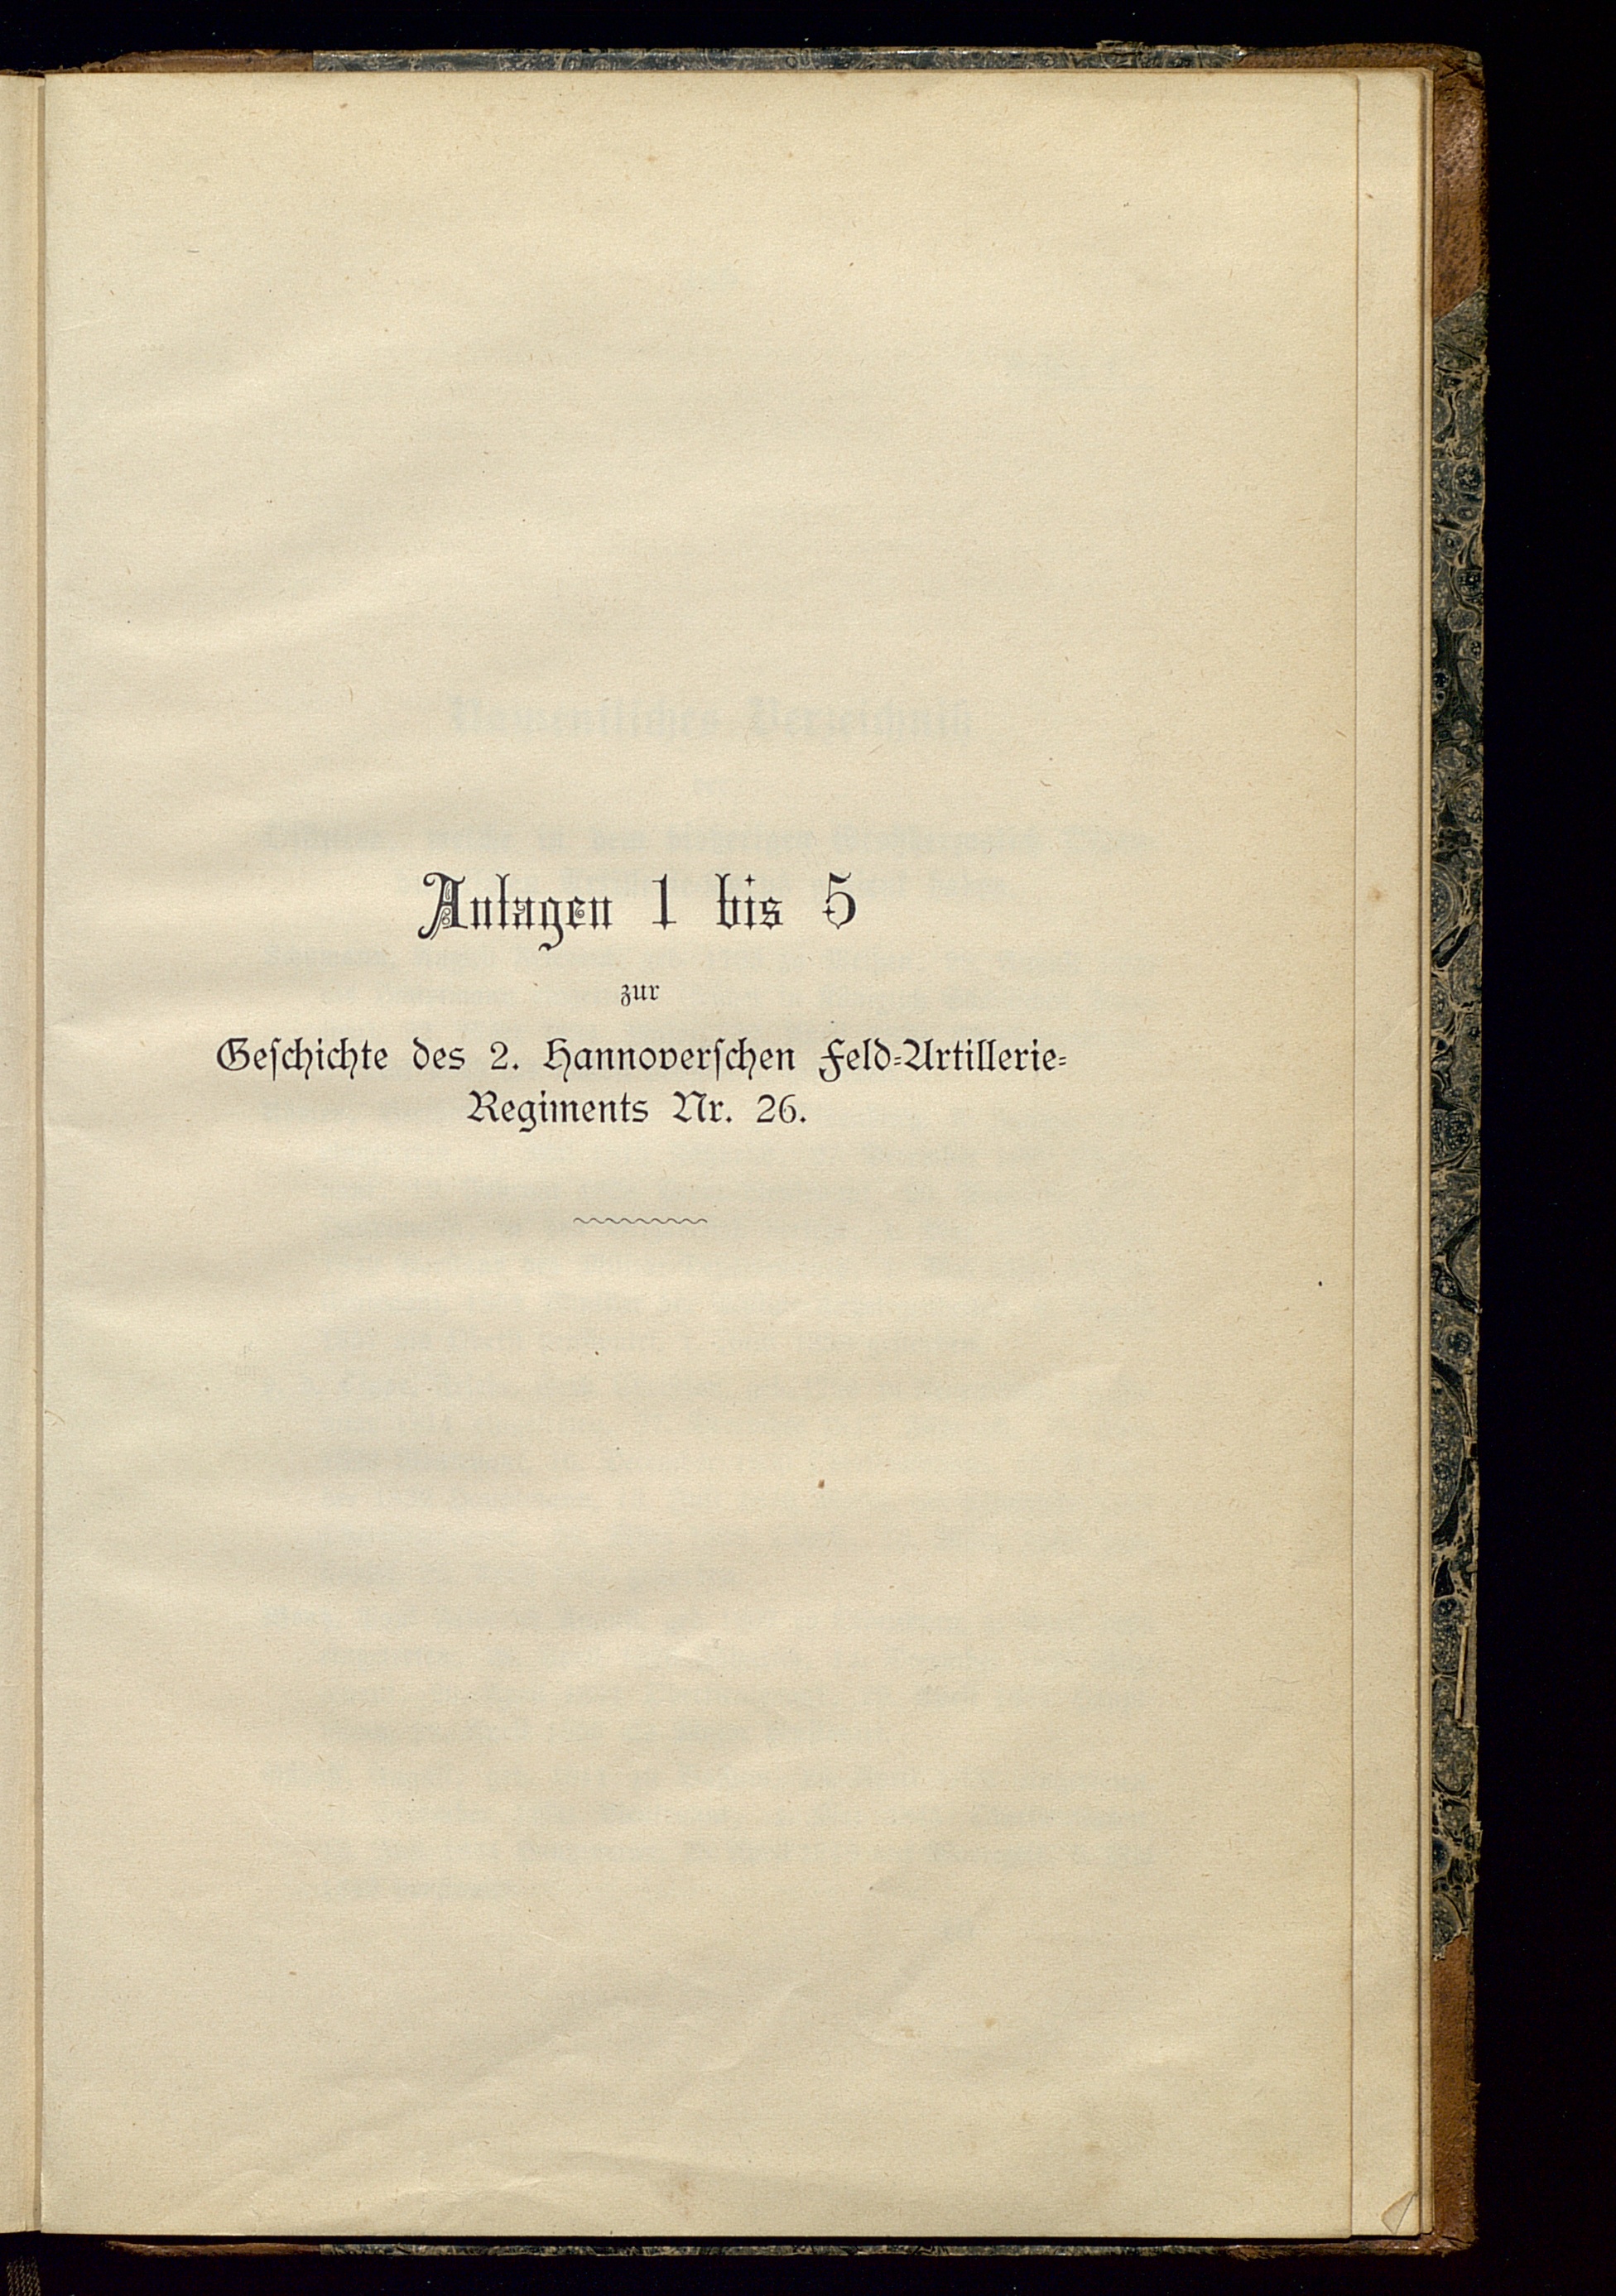 Anlagen 1 bis 5
zur
Geschichte des 2. Hannoverschen Feld-Artillerie-
Regiments Nr. 26.